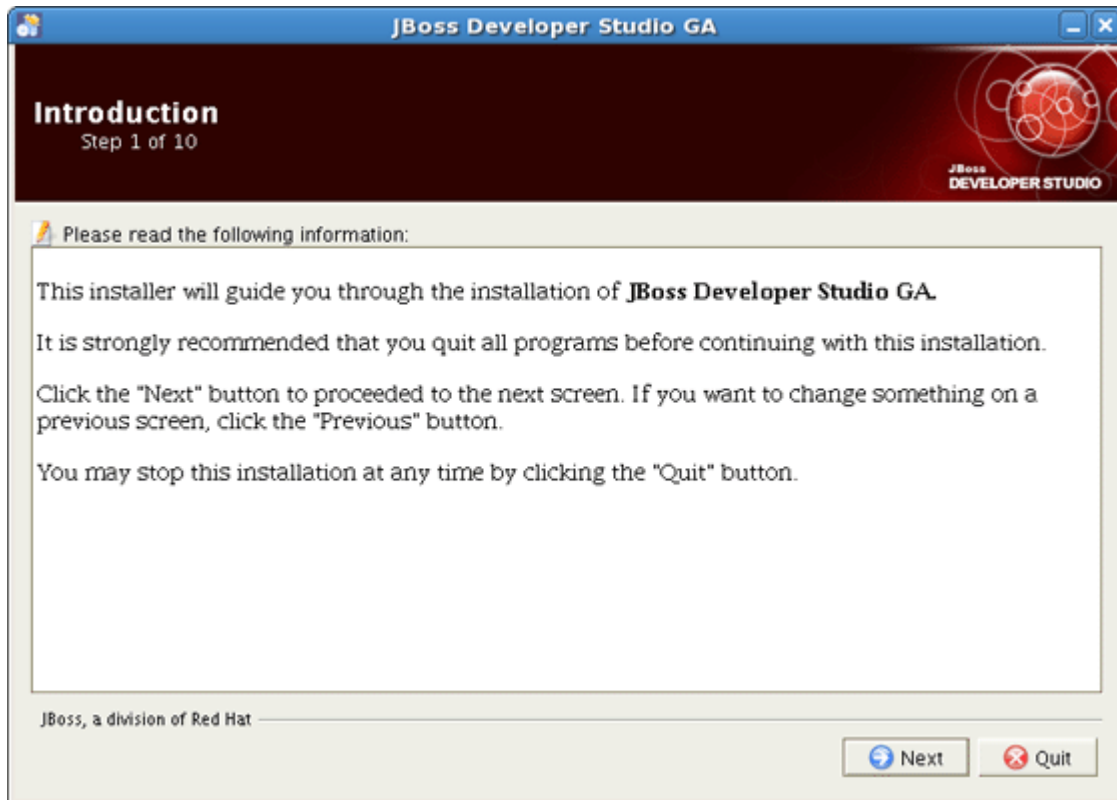 JBoss Developer Studio GA
Introduction
Step 1 of 10
JBoss
DEVELOPER STUDIO
Please read the following information:
This installer will guide you through the installation of JBoss Developer Studio GA.
It is strongly recommended that you quit all programs before continuing with this installation.
Click the "Next" button to proceeded to the next screen. If you want to change something on a
previous screen, click the "Previous" button.
You may stop this installation at any time by clicking the "Quit" button.
JBoss, a division of Red Hat
Next
Quit